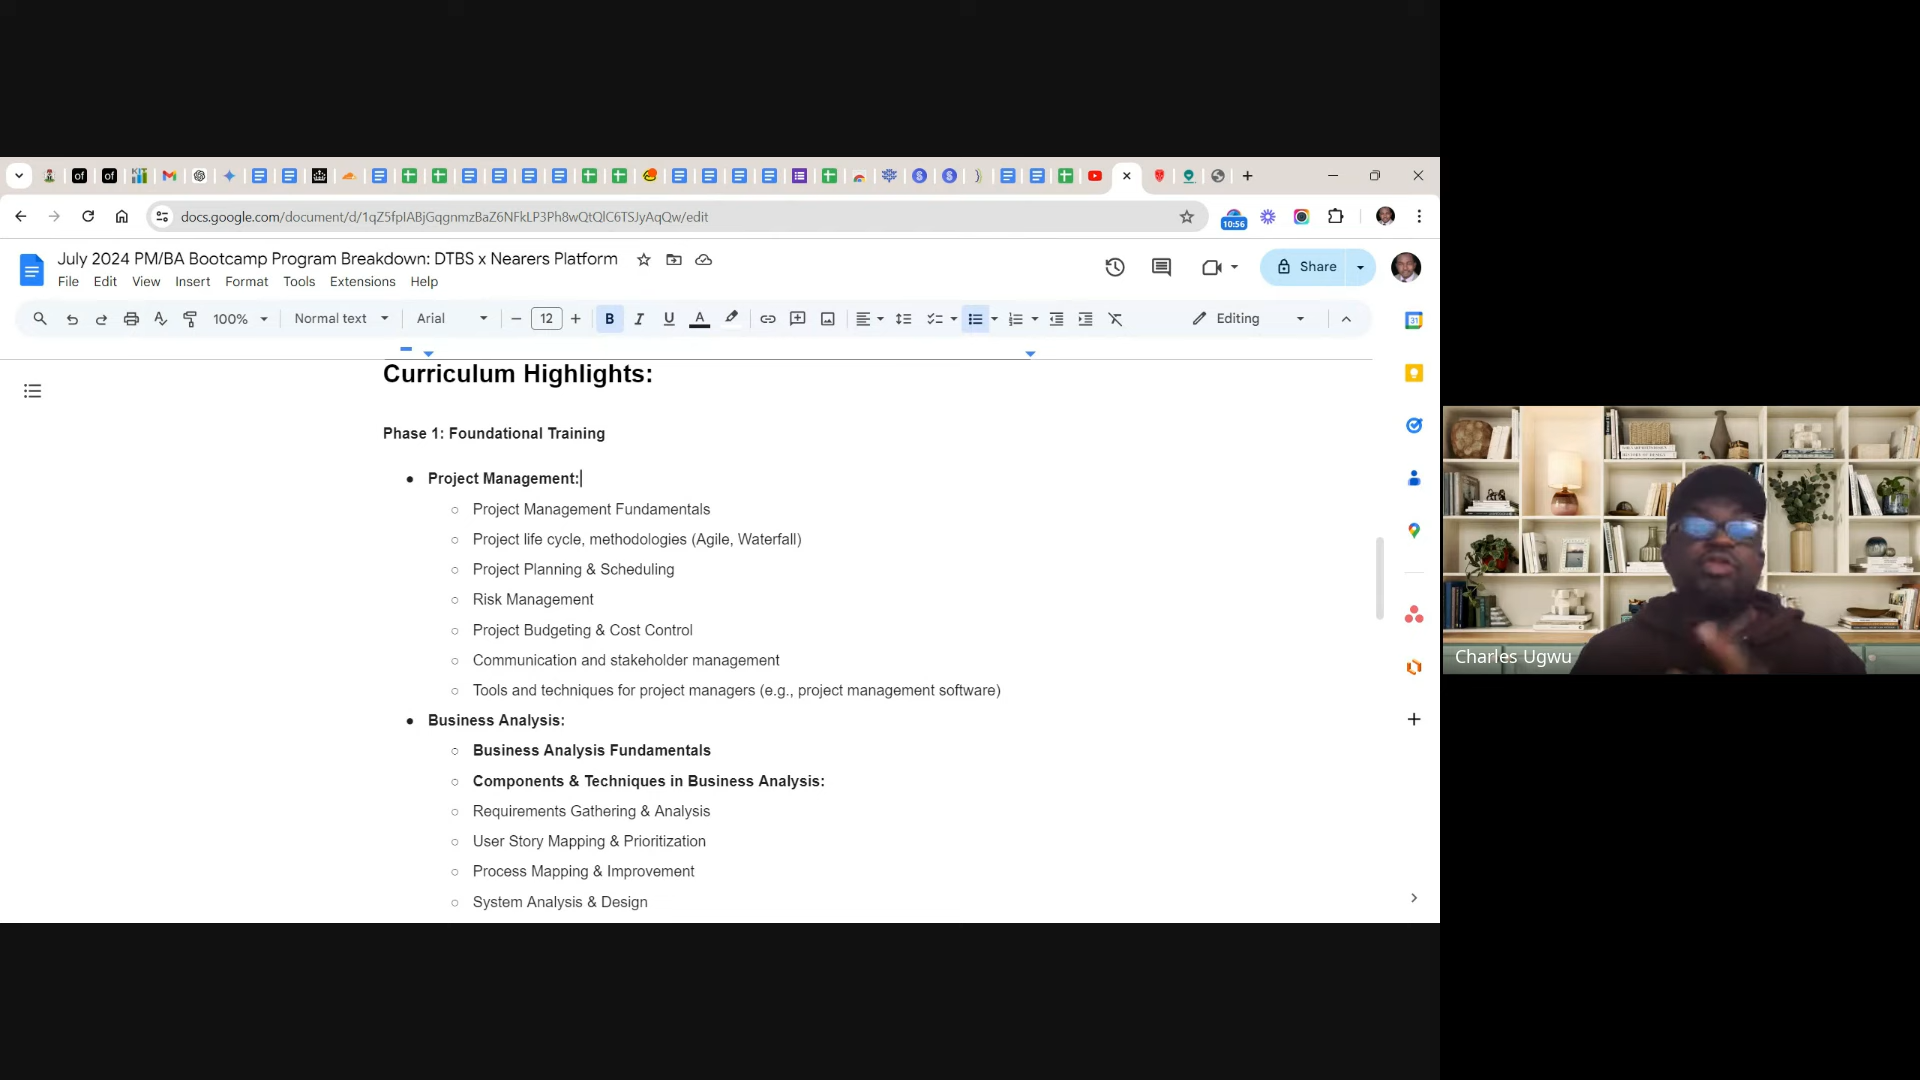 docs.google.com/document/d/1qZ5fpIABjGqgnmzBaZ6NFkLP3Ph8wQtQlC6TSJyAqQw/edit
10:56
July 2024 PM/BA Bootcamp Program Breakdown: DTBS x Nearers Platform
File Edit View Insert Format Tools Extensions Help
Share
100% Normal text Arial 12 B I U A Editing
Curriculum Highlights:
Phase 1: Foundational Training
● Project Management:
○ Project Management Fundamentals
○ Project life cycle, methodologies (Agile, Waterfall)
○ Project Planning & Scheduling
○ Risk Management
○ Project Budgeting & Cost Control
○ Communication and stakeholder management
○ Tools and techniques for project managers (e.g., project management software)
● Business Analysis:
○ Business Analysis Fundamentals
○ Components & Techniques in Business Analysis:
○ Requirements Gathering & Analysis
○ User Story Mapping & Prioritization
○ Process Mapping & Improvement
○ System Analysis & Design
Charles Ugwu